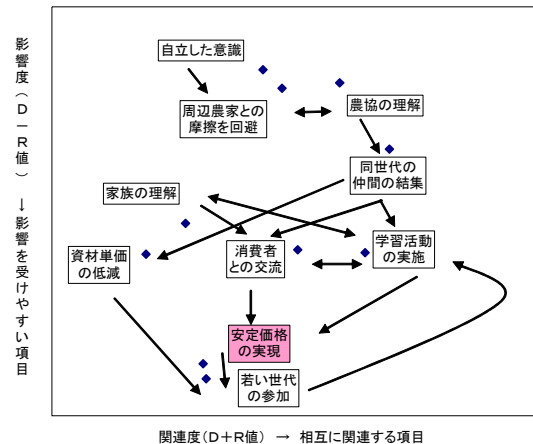 影響度(D－R値) → 影響を受けやすい項目
自立した意識
周辺農家との
摩擦を回避
農協の理解
同世代の
仲間の結集
家族の理解
資材単価
の低減
消費者
との交流
学習活動
の実施
安定価格
の実現
若い世代
の参加
関連度(D＋R値) → 相互に関連する項目